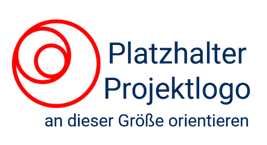 Platzhalter
Projektlogo
an dieser Größe orientieren